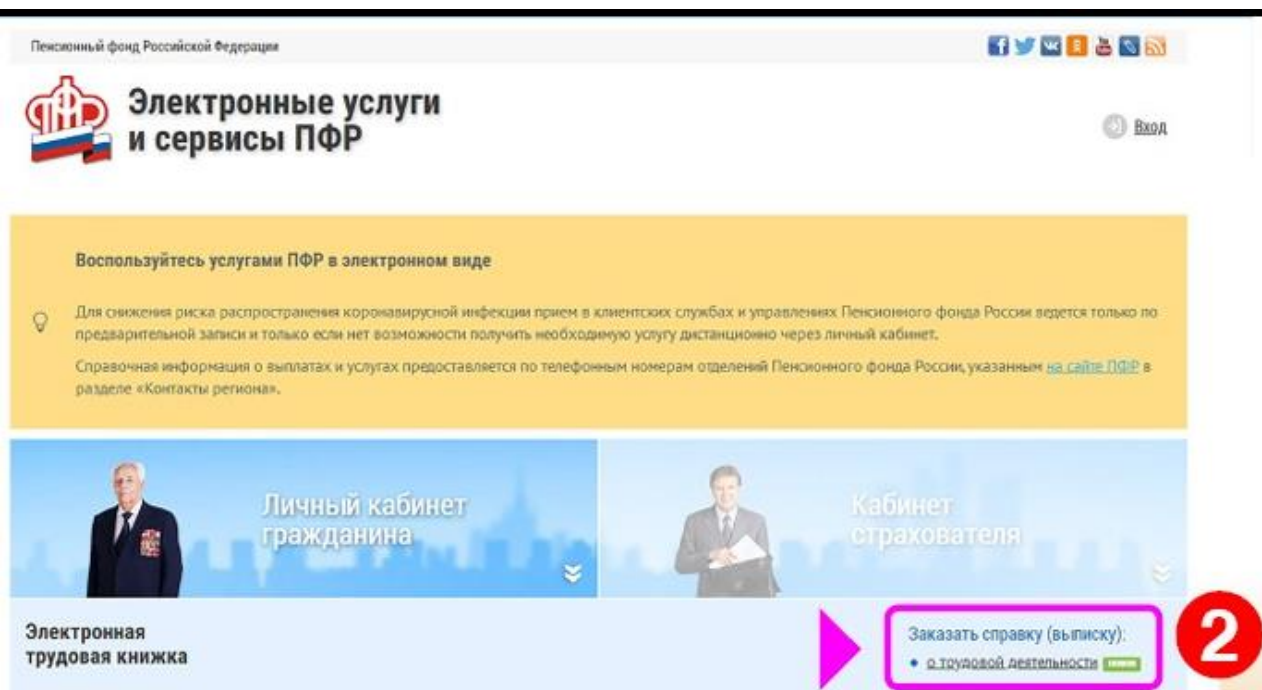 Пенсионный фонд Российской Федерации
Электронные услуги
и сервисы ПФР
Вход
Воспользуйтесь услугами ПФР в электронном виде
Для снижения риска распространения коронавирусной инфекции прием в клиентских службах и управлениях Пенсионного фонда России ведется только по
предварительной записи и только если нет возможности получить необходимую услугу дистанционно через личный кабинет.
Справочная информация о выплатах и услугах предоставляется по телефонным номерам отделений Пенсионного фонда России, указанным на сайте ПФР в
разделе «Контакты региона».
Личный кабинет
гражданина
Кабинет
страхователя
Электронная
трудовая книжка
Заказать справку (выписку):
• о трудовой деятельности
2